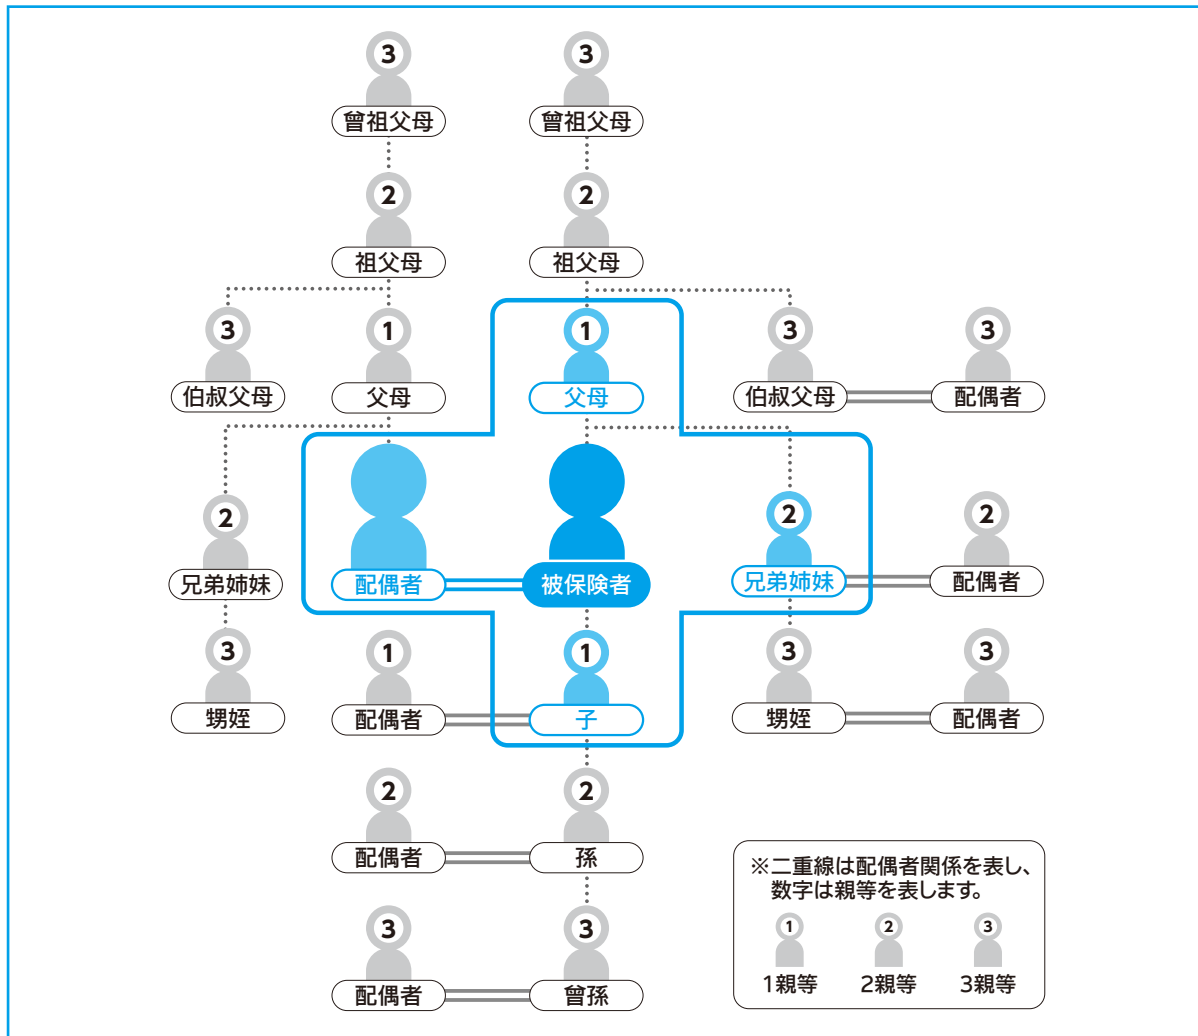 3
3
曾祖父母
曾祖父母
2
2
祖父母
祖父母
3
1
1
3
3
伯叔父母
父母
父母
伯叔父母
配偶者
2
2
2
兄弟姉妹
配偶者
被保険者
兄弟姉妹
配偶者
3
1
1
3
3
甥姪
配偶者
子
甥姪
配偶者
2
2
配偶者
孫
3
3
配偶者
曾孫
※二重線は配偶者関係を表し、
数字は親等を表します。
1
2
3
1親等
2親等
3親等